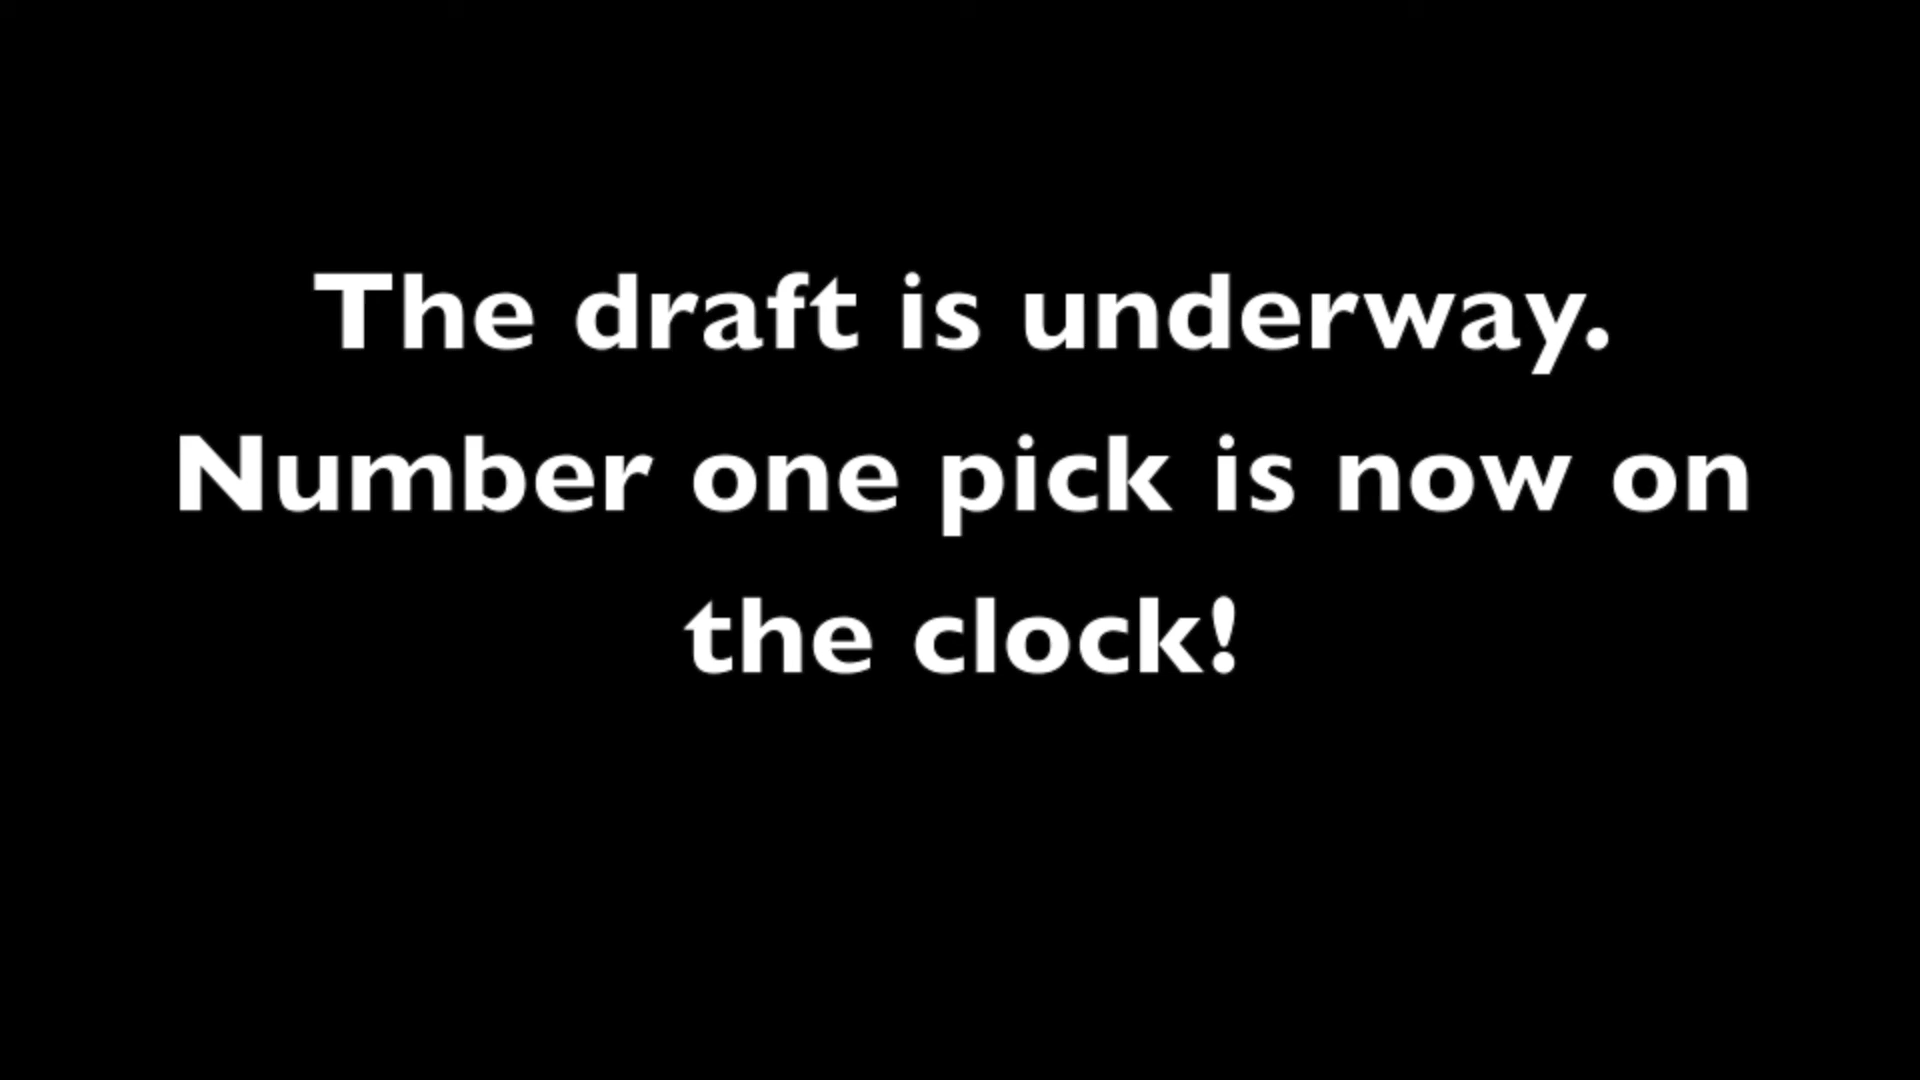 The draft is underway.
Number one pick is now on
the clock!